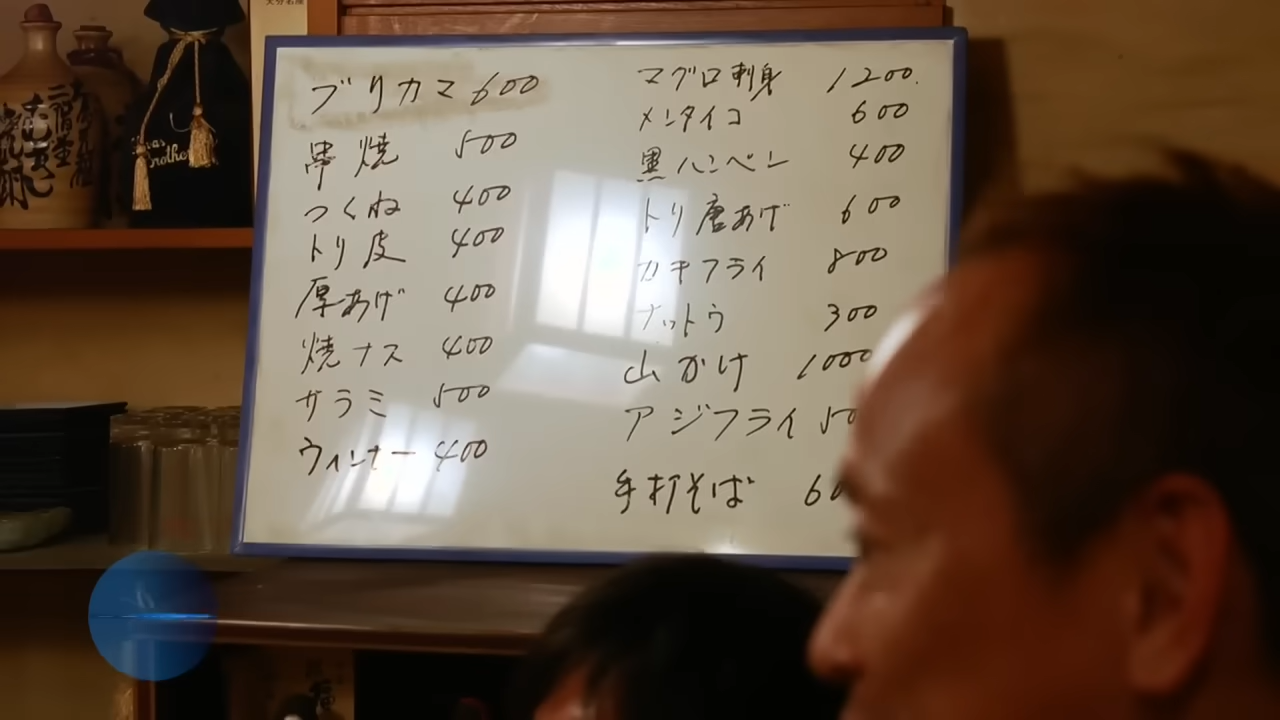 ブリカマ 600
串焼 500
つくね 400
トリ皮 400
厚あげ 400
焼ナス 400
サラミ 500
ウィンナー 400
マグロ刺身 1200.
メンタイコ 600
黒ハンペン 400
トリ唐あげ 600
カキフライ 800
ナットウ 300
山かけ 1000
アジフライ
手打そば